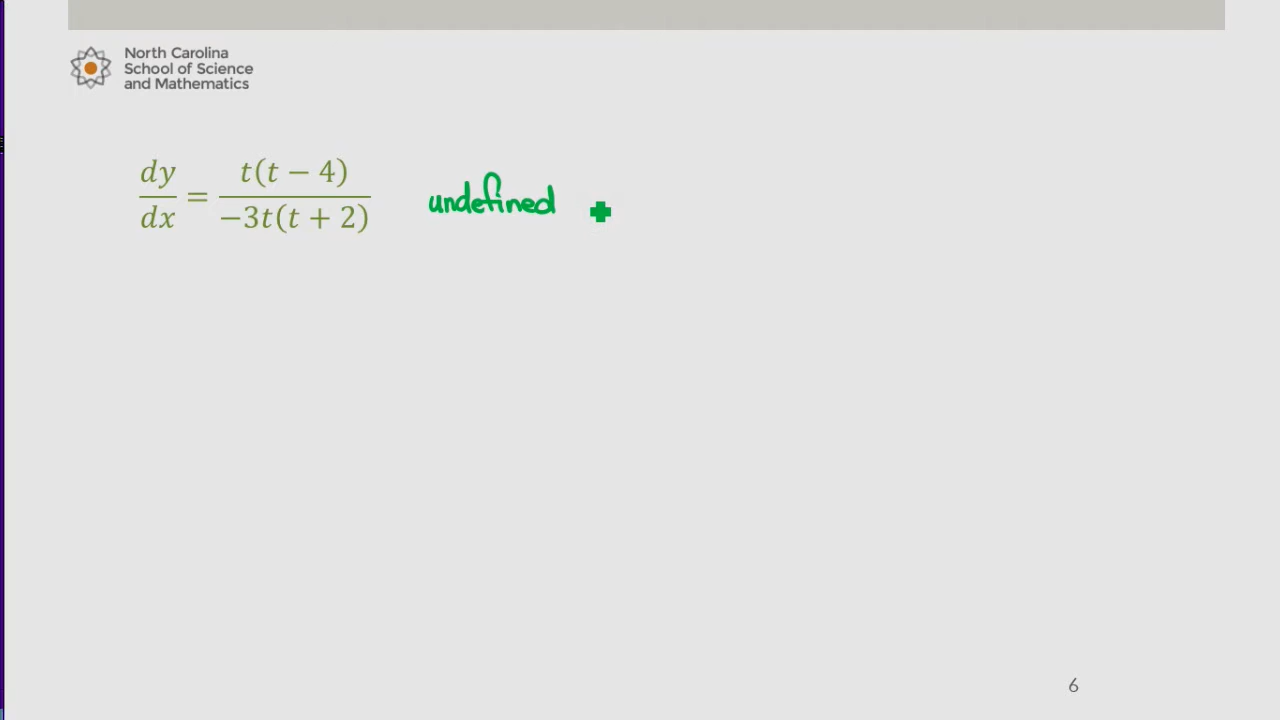 North Carolina
School of Science
and Mathematics
dy/dx = t(t − 4)/−3t(t + 2) undefined
6